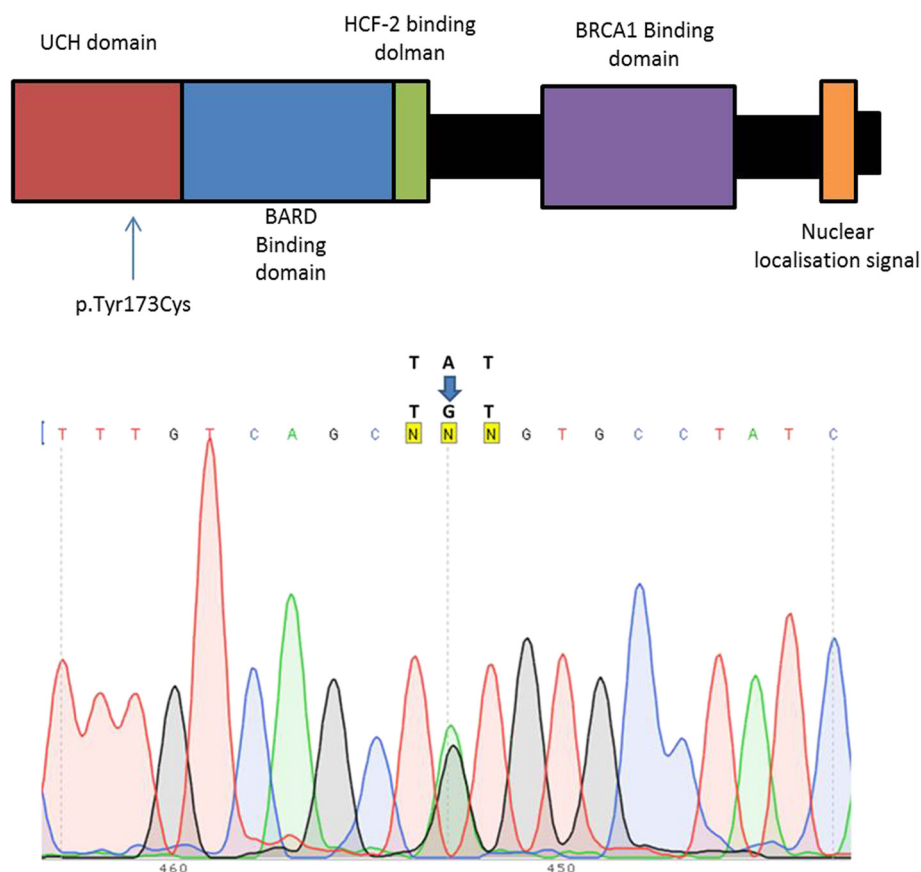 UCH domain
HCF-2 binding
dolman
BRCA1 Binding
domain
BARD
Binding
domain
Nuclear
localisation signal
p.Tyr173Cys
T A T
T G T
T T T G T C A G C N N N G T G C C T A T C
460 450